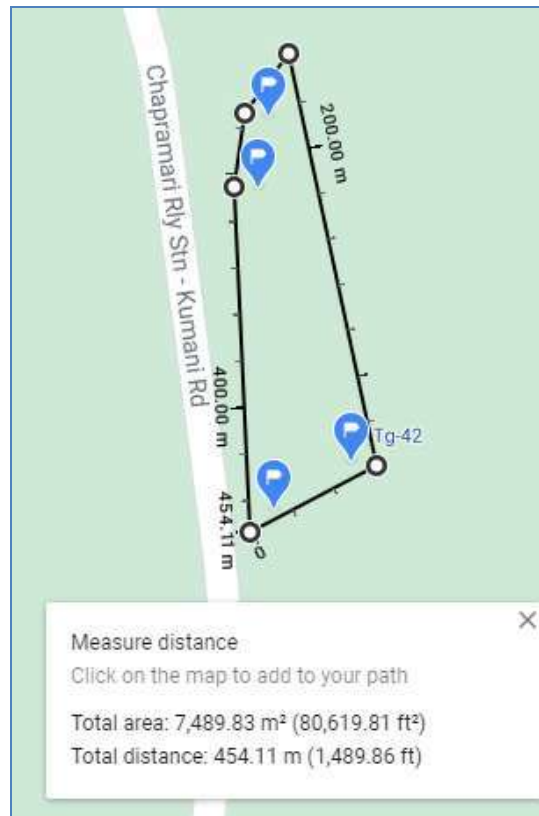 Chapramari Rly Stn - Kumani Rd
200.00 m
400.00 m
Tg-42
454.11 m
0
Measure distance
Click on the map to add to your path
Total area: 7,489.83 m² (80,619.81 ft²)
Total distance: 454.11 m (1,489.86 ft)